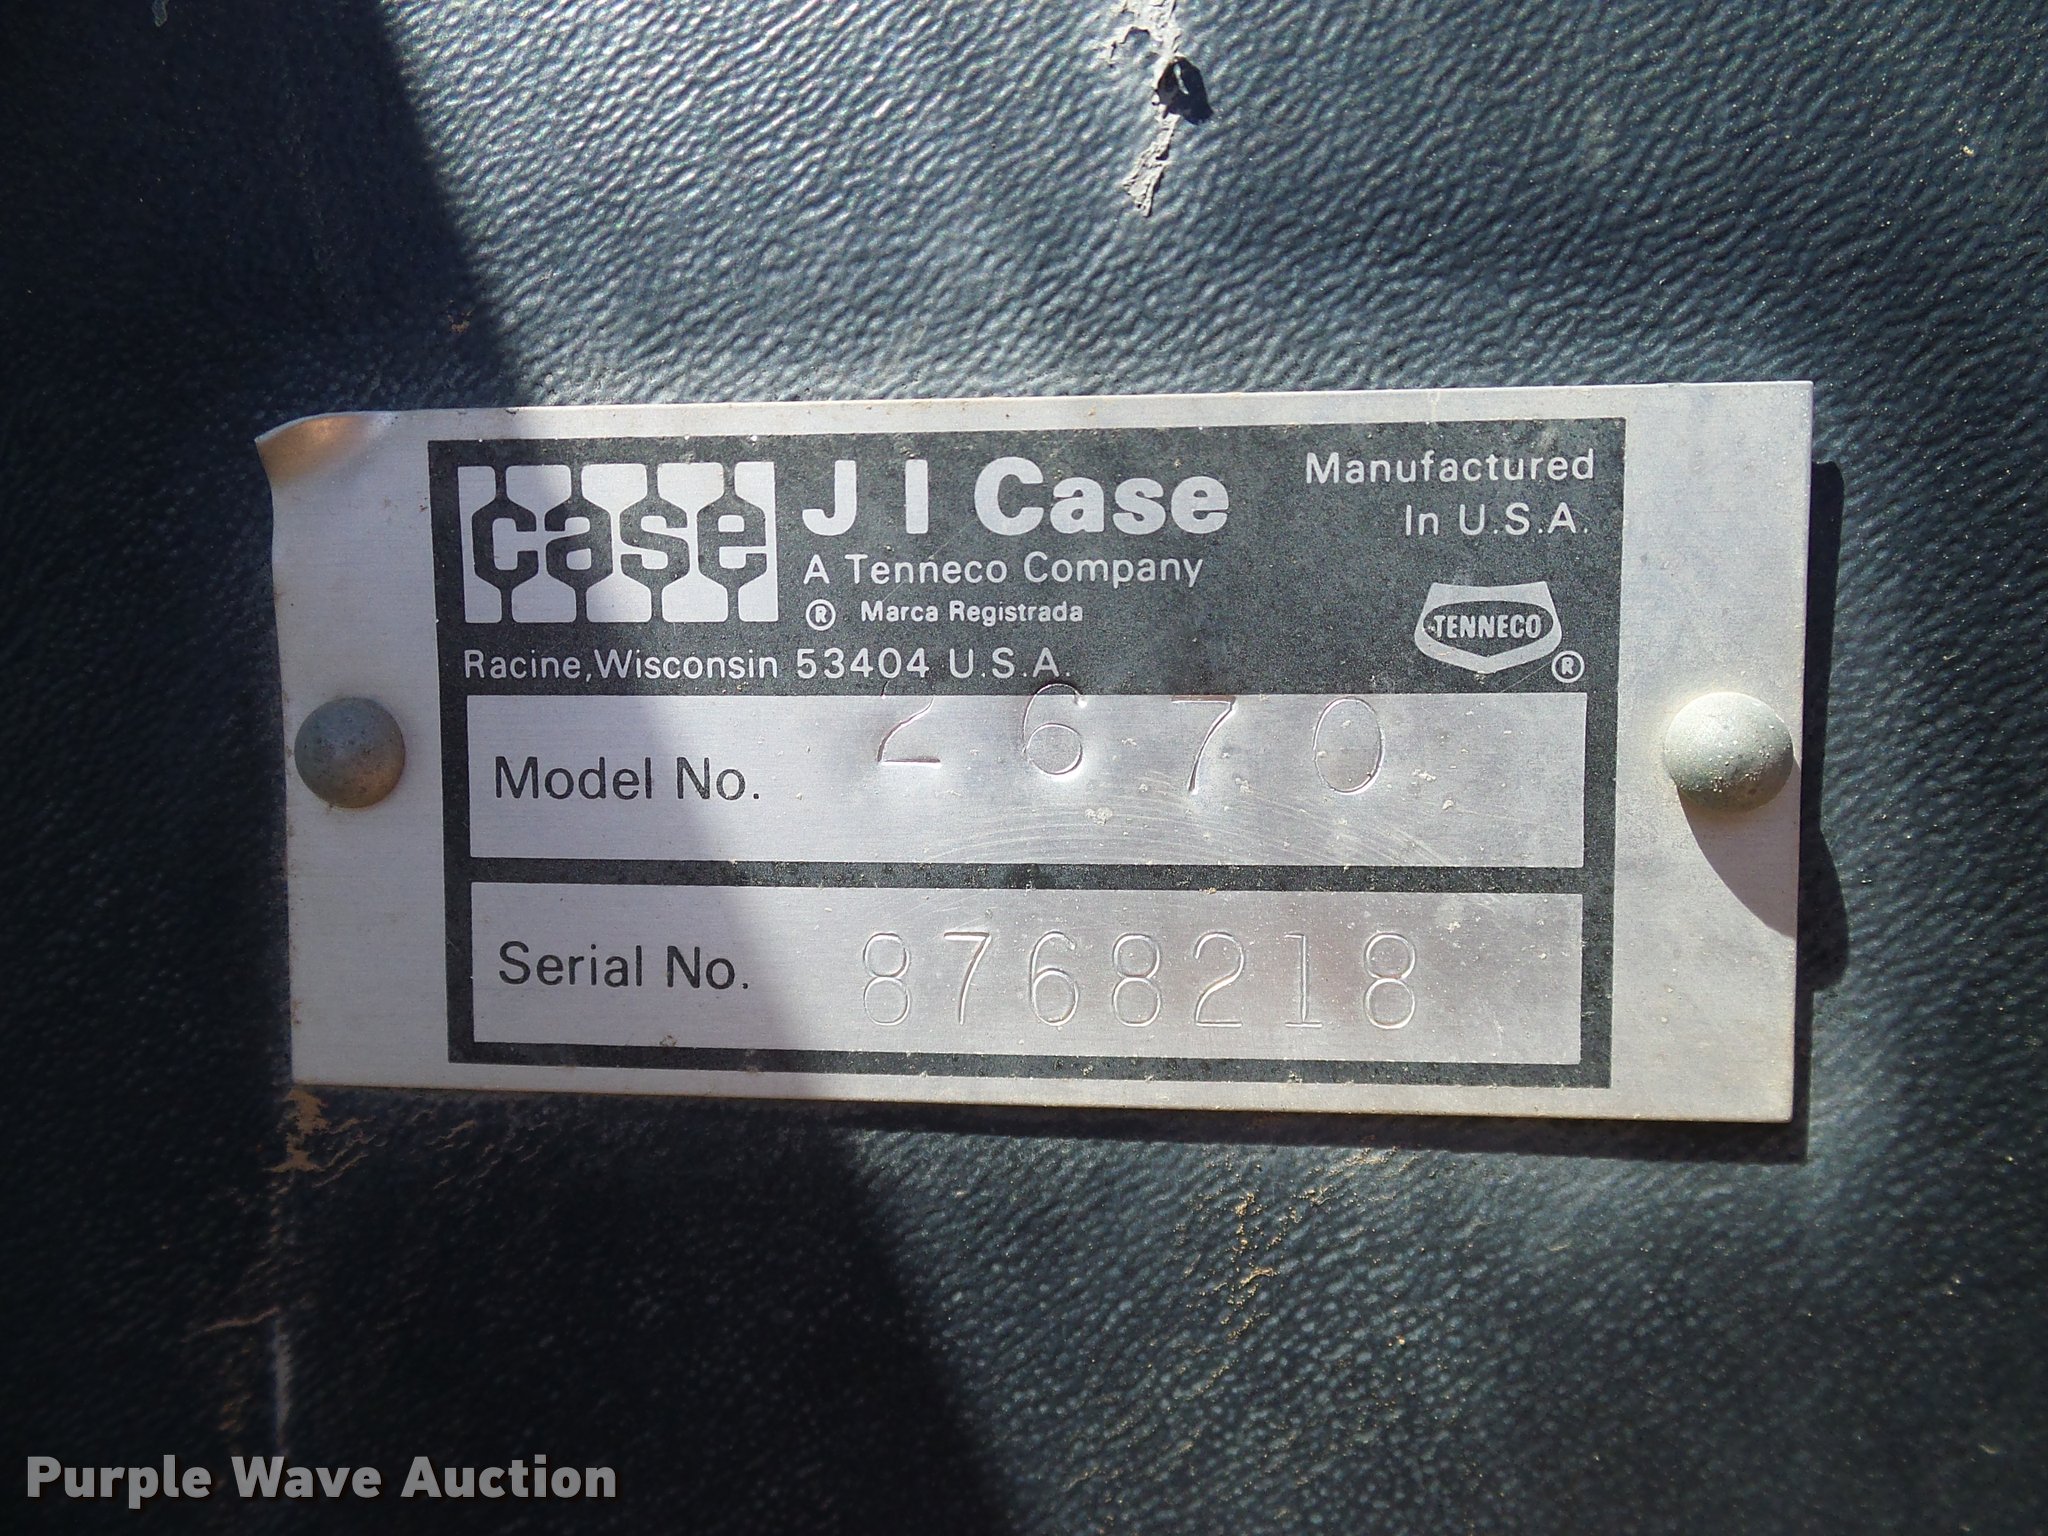 case
J I Case
A Tenneco Company
® Marca Registrada
Racine, Wisconsin 53404 U.S.A.
Manufactured
In U.S.A.
TENNECO ®
Model No. 2670
Serial No. 8768218
Purple Wave Auction